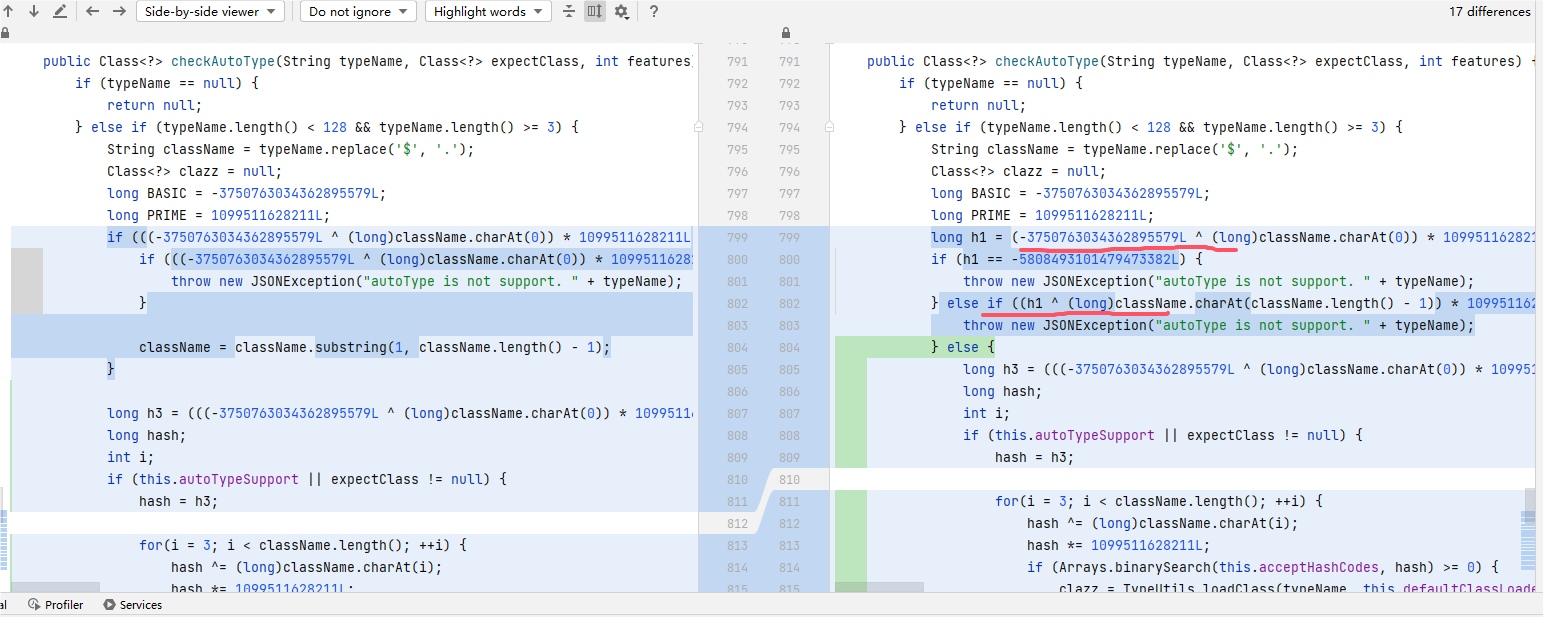 Side-by-side viewer Do not ignore Highlight words ? 17 differences
public Class<?> checkAutoType(String typeName, Class<?> expectClass, int features)
if (typeName == null) {
return null;
} else if (typeName.length() < 128 && typeName.length() >= 3) {
String className = typeName.replace('$', '.');
Class<?> clazz = null;
long BASIC = -3750763034362895579L;
long PRIME = 1099511628211L;
if (((-3750763034362895579L ^ (long)className.charAt(0)) * 1099511628211L
if (((-3750763034362895579L ^ (long)className.charAt(0)) * 109951162821
throw new JSONException("autoType is not support. " + typeName);
}
className = className.substring(1, className.length() - 1);
}
long h3 = (((-3750763034362895579L ^ (long)className.charAt(0)) * 109951
long hash;
int i;
if (this.autoTypeSupport || expectClass != null) {
hash = h3;
for(i = 3; i < className.length(); ++i) {
hash ^= (long)className.charAt(i);
hash *= 1099511628211L;
791 791
792 792
793 793
794 794
795 795
796 796
797 797
798 798
799 799
800 800
801 801
802 802
803 803
804 804
805 805
806 806
807 807
808 808
809 809
810 810
811 811
812 812
813 813
814 814
815 815
public Class<?> checkAutoType(String typeName, Class<?> expectClass, int features) {
if (typeName == null) {
return null;
} else if (typeName.length() < 128 && typeName.length() >= 3) {
String className = typeName.replace('$', '.');
Class<?> clazz = null;
long BASIC = -3750763034362895579L;
long PRIME = 1099511628211L;
long h1 = (-3750763034362895579L ^ (long)className.charAt(0)) * 109951162821
if (h1 == -5808493101479473382L) {
throw new JSONException("autoType is not support. " + typeName);
} else if ((h1 ^ (long)className.charAt(className.length() - 1)) * 109951162
throw new JSONException("autoType is not support. " + typeName);
} else {
long h3 = (((-3750763034362895579L ^ (long)className.charAt(0)) * 10995
long hash;
int i;
if (this.autoTypeSupport || expectClass != null) {
hash = h3;
for(i = 3; i < className.length(); ++i) {
hash ^= (long)className.charAt(i);
hash *= 1099511628211L;
if (Arrays.binarySearch(this.acceptHashCodes, hash) >= 0) {
clazz = TypeUtils.loadClass(typeName, this.defaultClassLoade
al Profiler Services